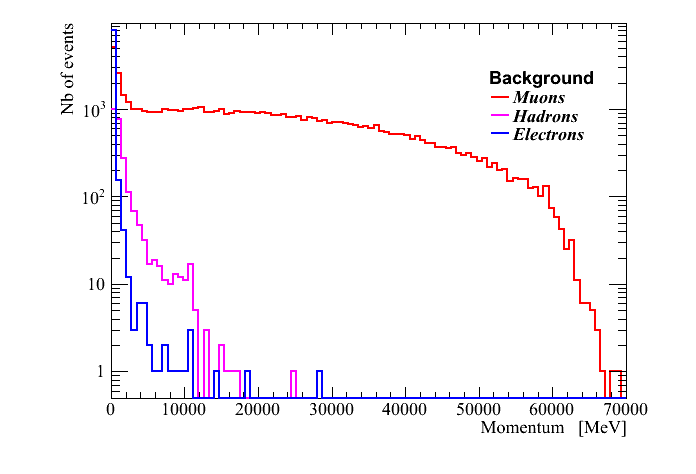 Nb of events
Background
Muons
Hadrons
Electrons
10³
10²
10
1
0 10000 20000 30000 40000 50000 60000 70000
Momentum [MeV]